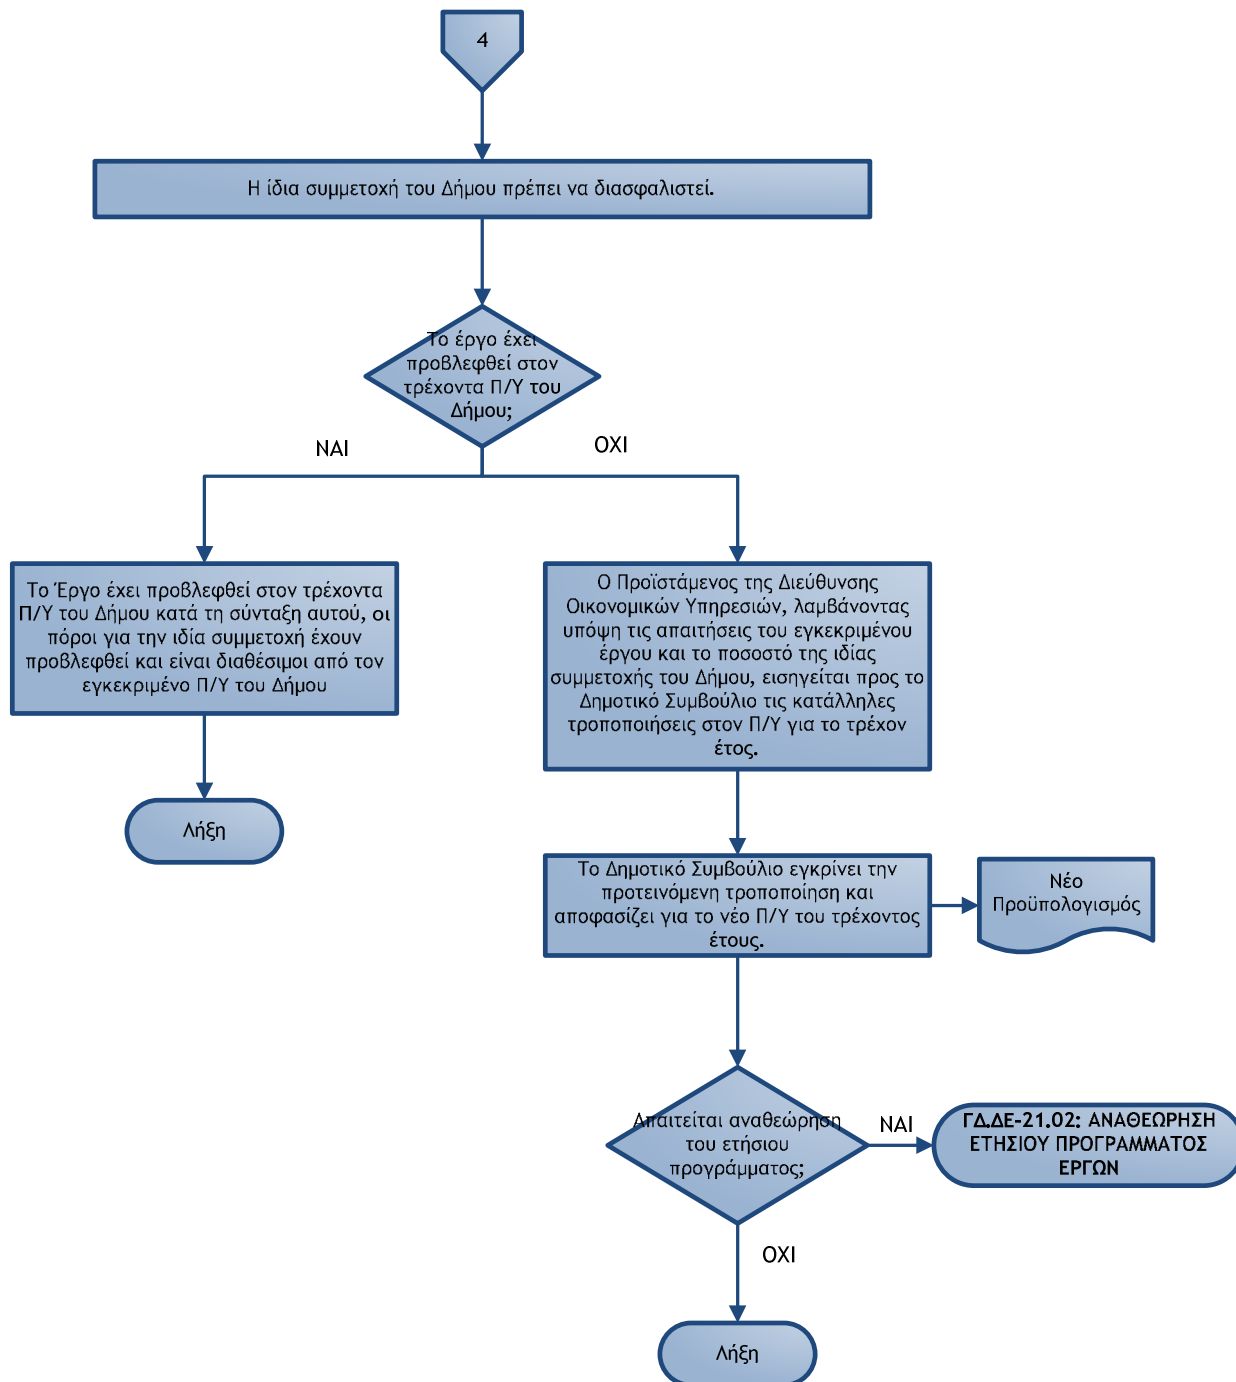 4
Η ίδια συμμετοχή του Δήμου πρέπει να διασφαλιστεί.
Το έργο έχει
προβλεφθεί στον
τρέχοντα Π/Υ του
Δήμου;
ΝΑΙ
ΟΧΙ
Το Έργο έχει προβλεφθεί στον τρέχοντα
Π/Υ του Δήμου κατά τη σύνταξη αυτού, οι
πόροι για την ιδία συμμετοχή έχουν
προβλεφθεί και είναι διαθέσιμοι από τον
εγκεκριμένο Π/Υ του Δήμου
Λήξη
Ο Προϊστάμενος της Διεύθυνσης
Οικονομικών Υπηρεσιών, λαμβάνοντας
υπόψη τις απαιτήσεις του εγκεκριμένου
έργου και το ποσοστό της ιδίας
συμμετοχής του Δήμου, εισηγείται προς το
Δημοτικό Συμβούλιο τις κατάλληλες
τροποποιήσεις στον Π/Υ για το τρέχον
έτος.
Το Δημοτικό Συμβούλιο εγκρίνει την
προτεινόμενη τροποποίηση και
αποφασίζει για το νέο Π/Υ του τρέχοντος
έτους.
Νέο
Προϋπολογισμός
Απαιτείται αναθεώρηση
του ετήσιου
προγράμματος;
ΝΑΙ
ΓΔ.ΔΕ-21.02: ΑΝΑΘΕΩΡΗΣΗ
ΕΤΗΣΙΟΥ ΠΡΟΓΡΑΜΜΑΤΟΣ
ΕΡΓΩΝ
ΟΧΙ
Λήξη